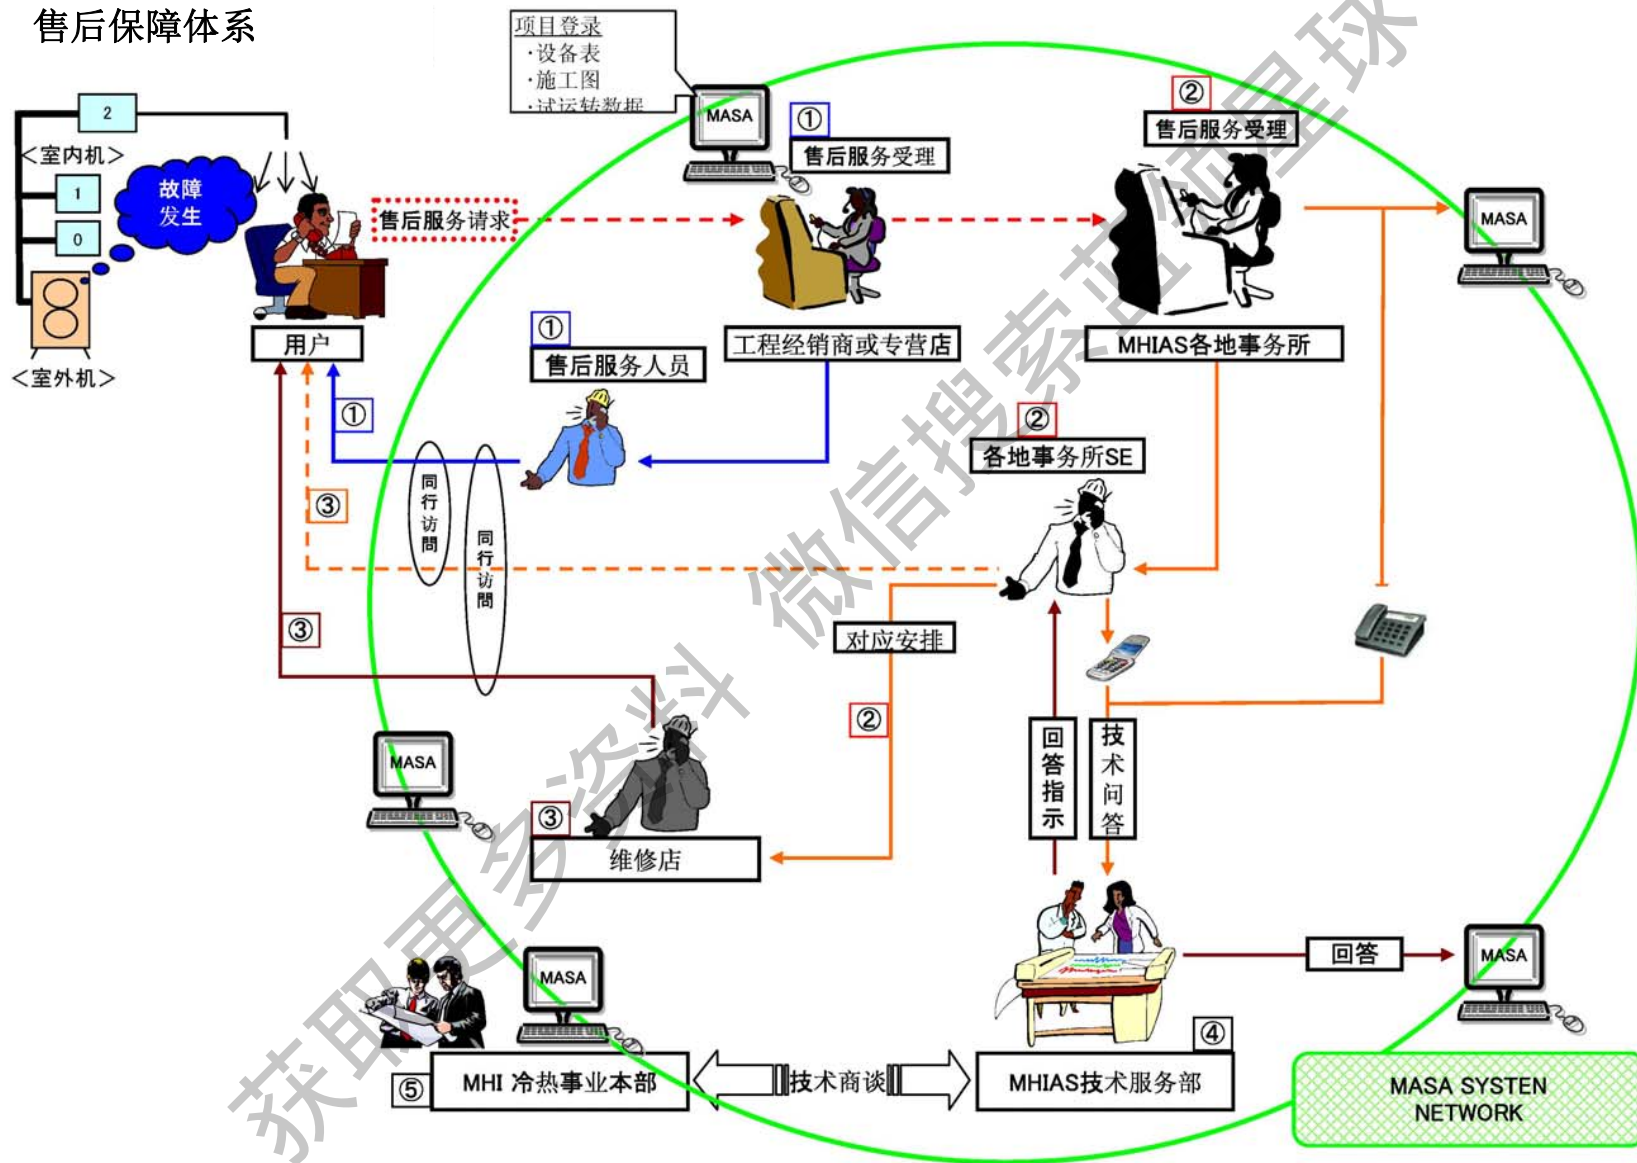 售后保障体系
项目登录
·设备表
·施工图
·试运转数据
MASA
①
售后服务受理
②
售后服务受理
2
<室内机>
1
0
故障
发生
<室外机>
售后服务请求
MASA
用户
①
售后服务人员
工程经销商或专营店
MHIAS各地事务所
①
②
各地事务所SE
③
同行访問
同行访問
③
对应安排
②
回答指示
技术问答
MASA
③
维修店
MASA
回答
MASA
⑤
MHI 冷热事业本部
技术商谈
④
MHIAS技术服务部
MASA SYSTEN
NETWORK
获取更多资料 微信搜索蓝领星球